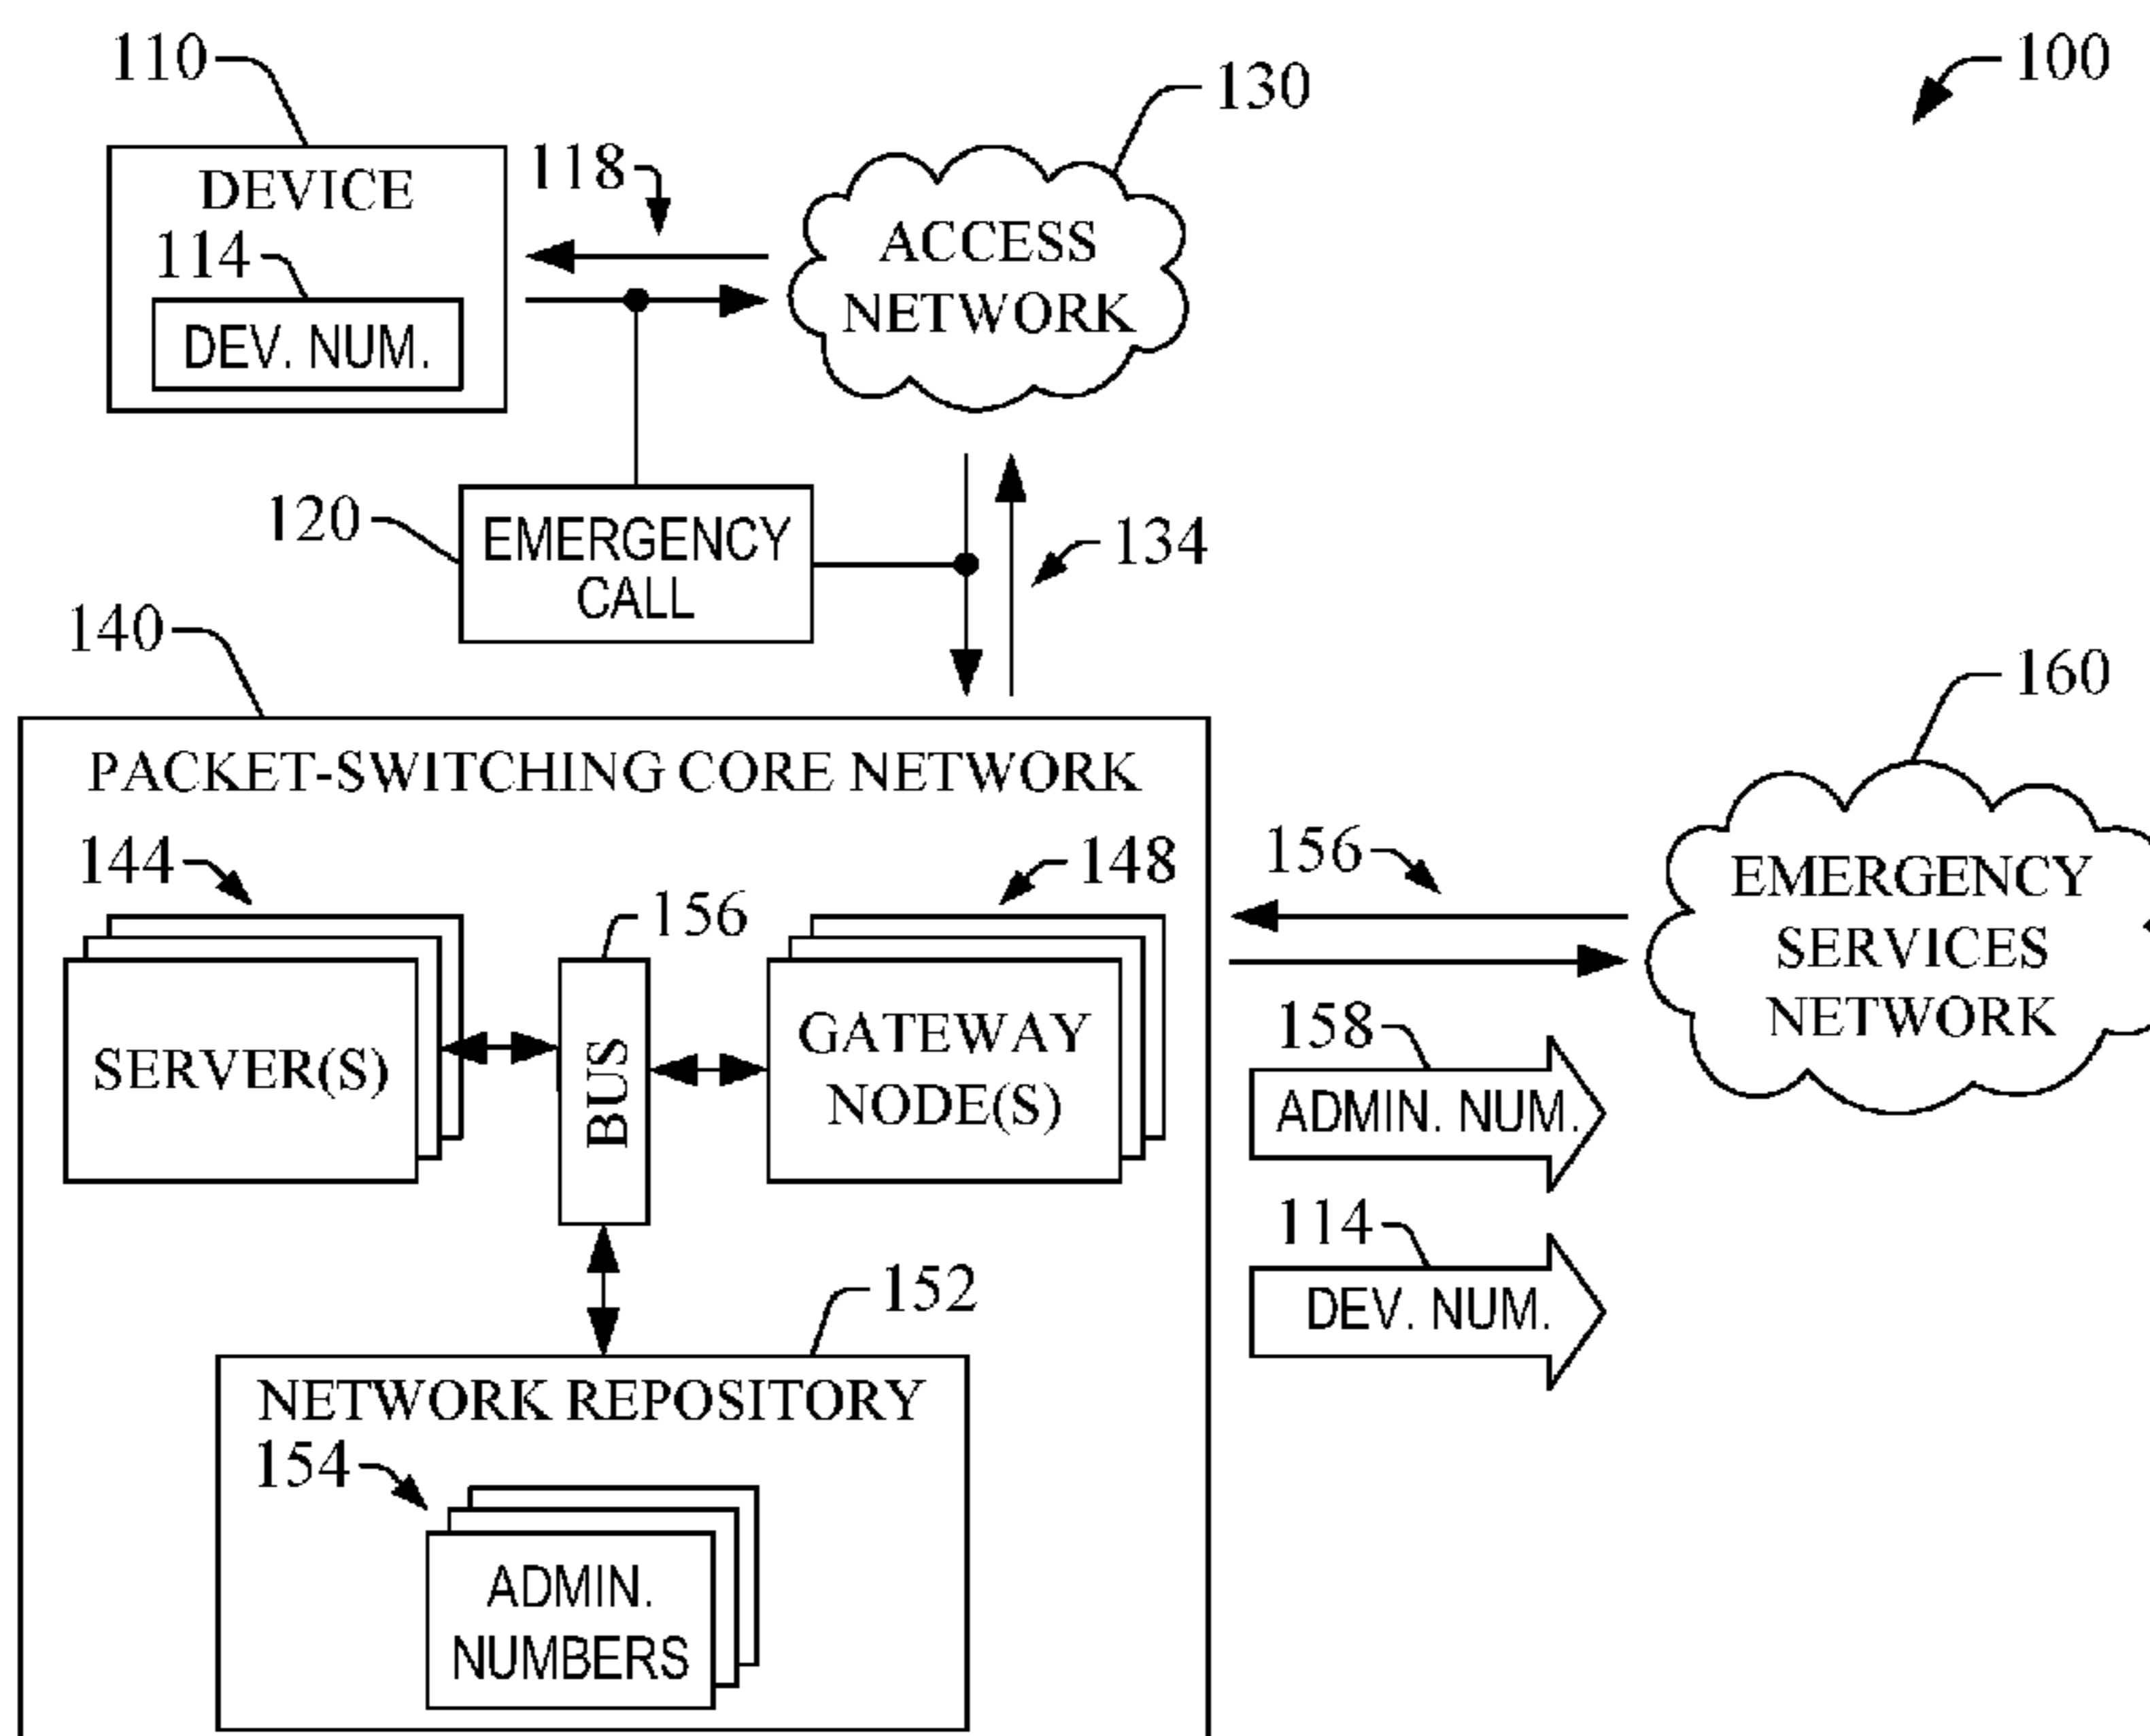 110
100
130
DEVICE
118
114
ACCESS
NETWORK
DEV. NUM.
120
EMERGENCY
CALL
134
140
160
PACKET-SWITCHING CORE NETWORK
144
156
148
156
EMERGENCY
SERVICES
NETWORK
SERVER(S)
BUS
GATEWAY
NODE(S)
158
ADMIN. NUM.
114
DEV. NUM.
152
NETWORK REPOSITORY
154
ADMIN.
NUMBERS